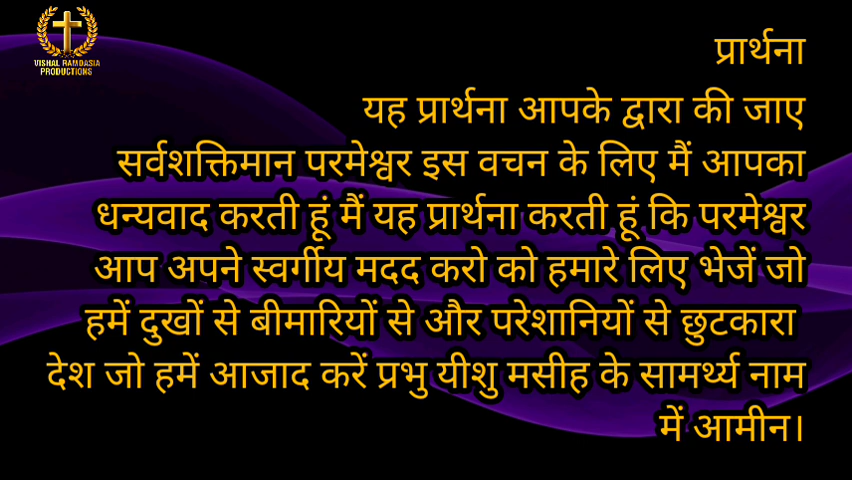 VISHAL RAMDASIA
PRODUCTIONS
प्रार्थना
यह प्रार्थना आपके द्वारा की जाए
सर्वशक्तिमान परमेश्वर इस वचन के लिए मैं आपका
धन्यवाद करती हूं मैं यह प्रार्थना करती हूं कि परमेश्वर
आप अपने स्वर्गीय मदद करो को हमारे लिए भेजें जो
हमें दुखों से बीमारियों से और परेशानियों से छुटकारा
देश जो हमें आजाद करें प्रभु यीशु मसीह के सामर्थ्य नाम
में आमीन।